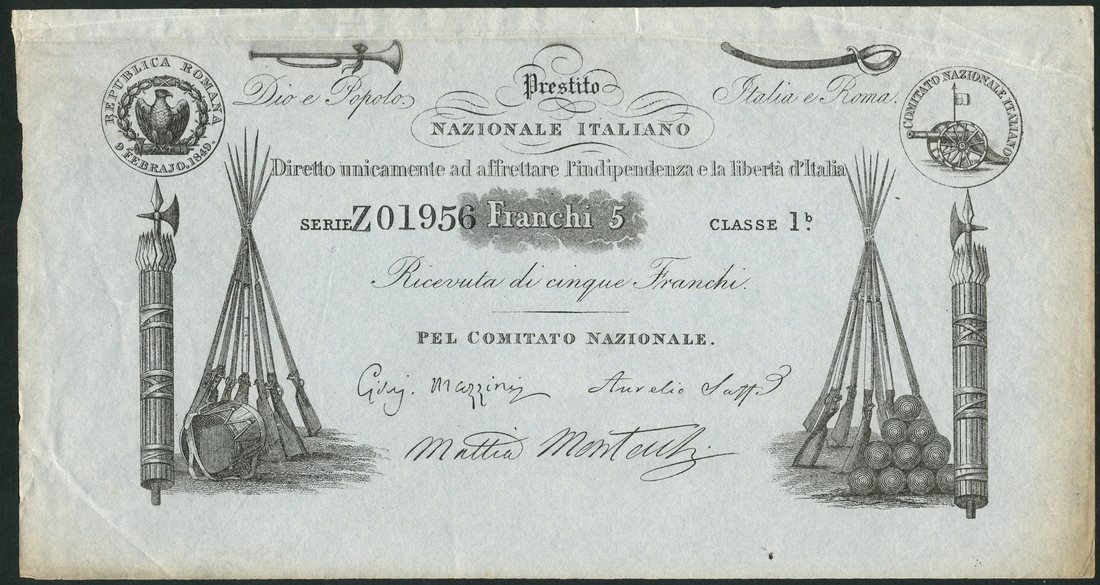 REPUBLICA ROMANA
9 FEBRAJO, 1849.
Dio e Popolo.
Prestito
NAZIONALE ITALIANO
Italia e Roma.
COMITATO NAZIONALE ITALIANO
Diretto unicamente ad affrettare l'indipendenza e la libertà d'Italia
SERIE Z01956 Franchi 5 CLASSE 1.b
Ricevuta di cinque Franchi.
PEL COMITATO NAZIONALE.
Mazzini Aurelio Saffi
Mattia Montecchi